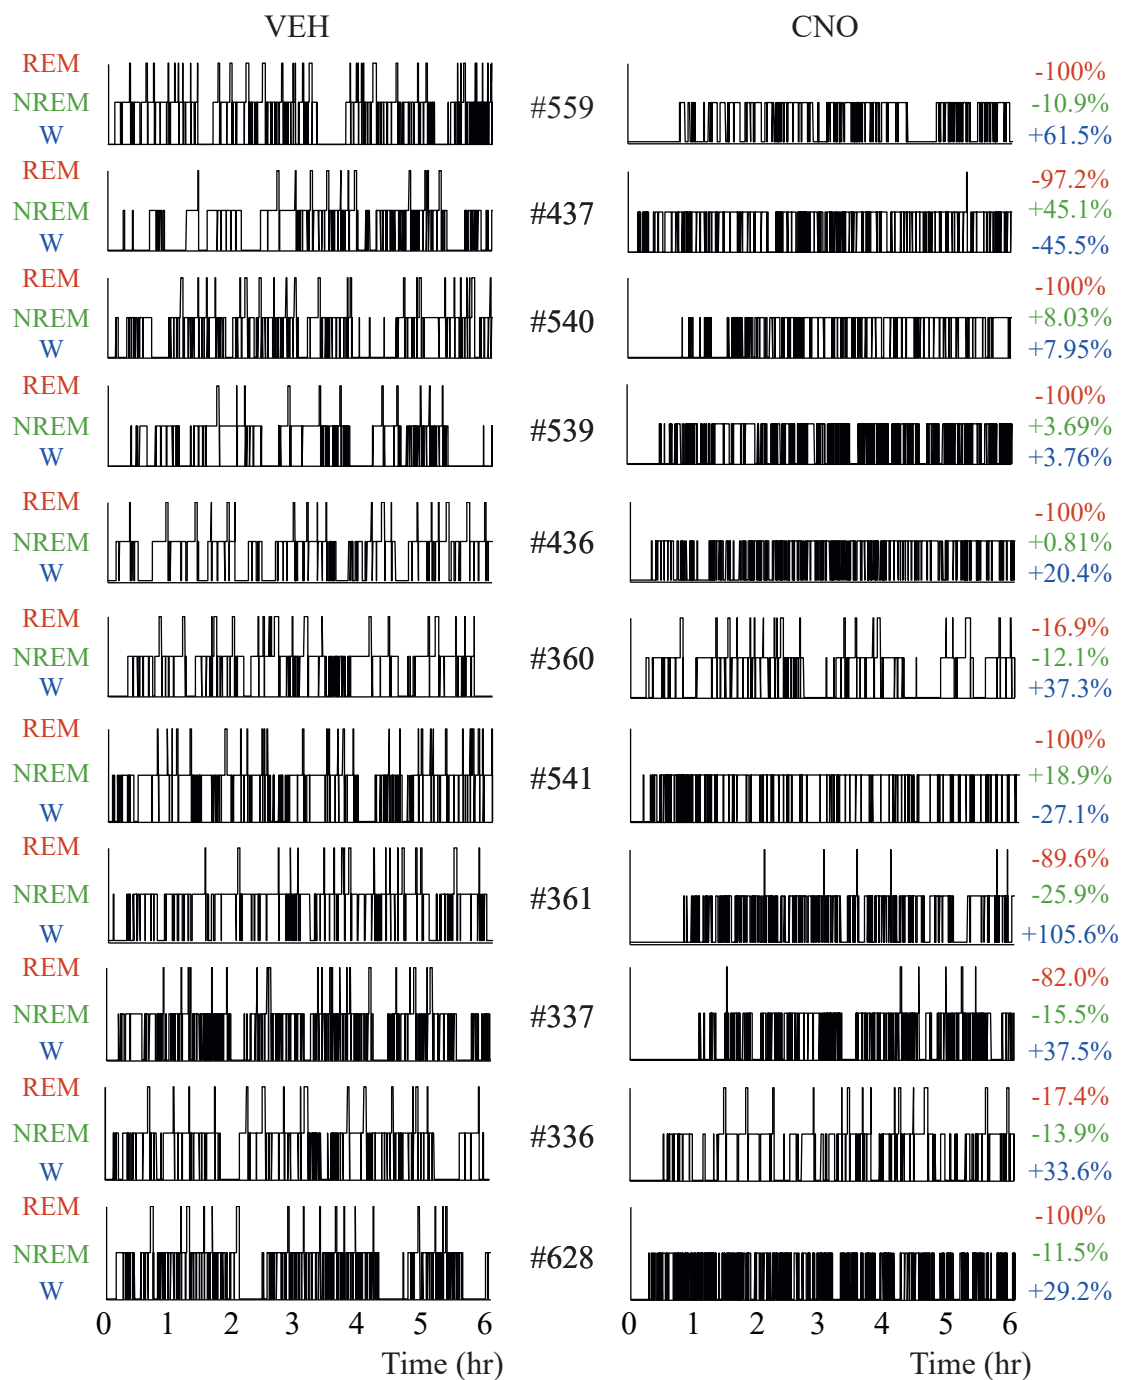 VEH CNO
REM -100%
NREM #559 -10.9%
W +61.5%
REM -97.2%
NREM #437 +45.1%
W -45.5%
REM -100%
NREM #540 +8.03%
W +7.95%
REM -100%
NREM #539 +3.69%
W +3.76%
REM -100%
NREM #436 +0.81%
W +20.4%
REM -16.9%
NREM #360 -12.1%
W +37.3%
REM -100%
NREM #541 +18.9%
W -27.1%
REM -89.6%
NREM #361 -25.9%
W +105.6%
REM -82.0%
NREM #337 -15.5%
W +37.5%
REM -17.4%
NREM #336 -13.9%
W +33.6%
REM -100%
NREM #628 -11.5%
W +29.2%
0 1 2 3 4 5 6 0 1 2 3 4 5 6
Time (hr) Time (hr)